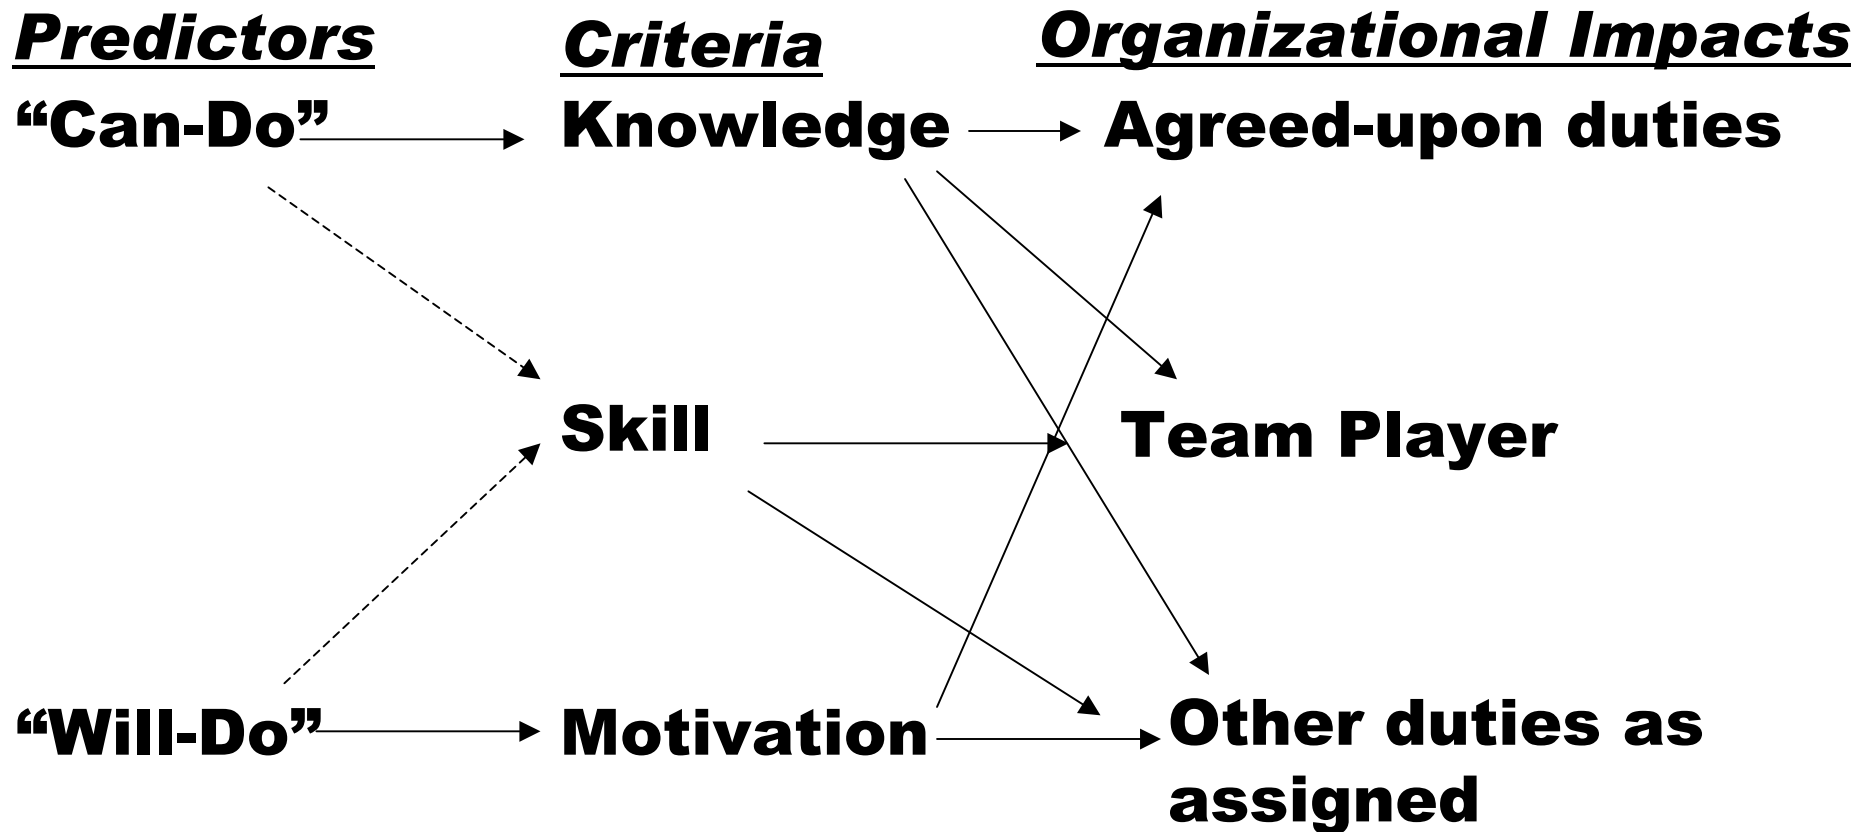 Predictors
Criteria
Organizational Impacts
“Can-Do”
Knowledge
Agreed-upon duties
Skill
Team Player
“Will-Do”
Motivation
Other duties as
assigned